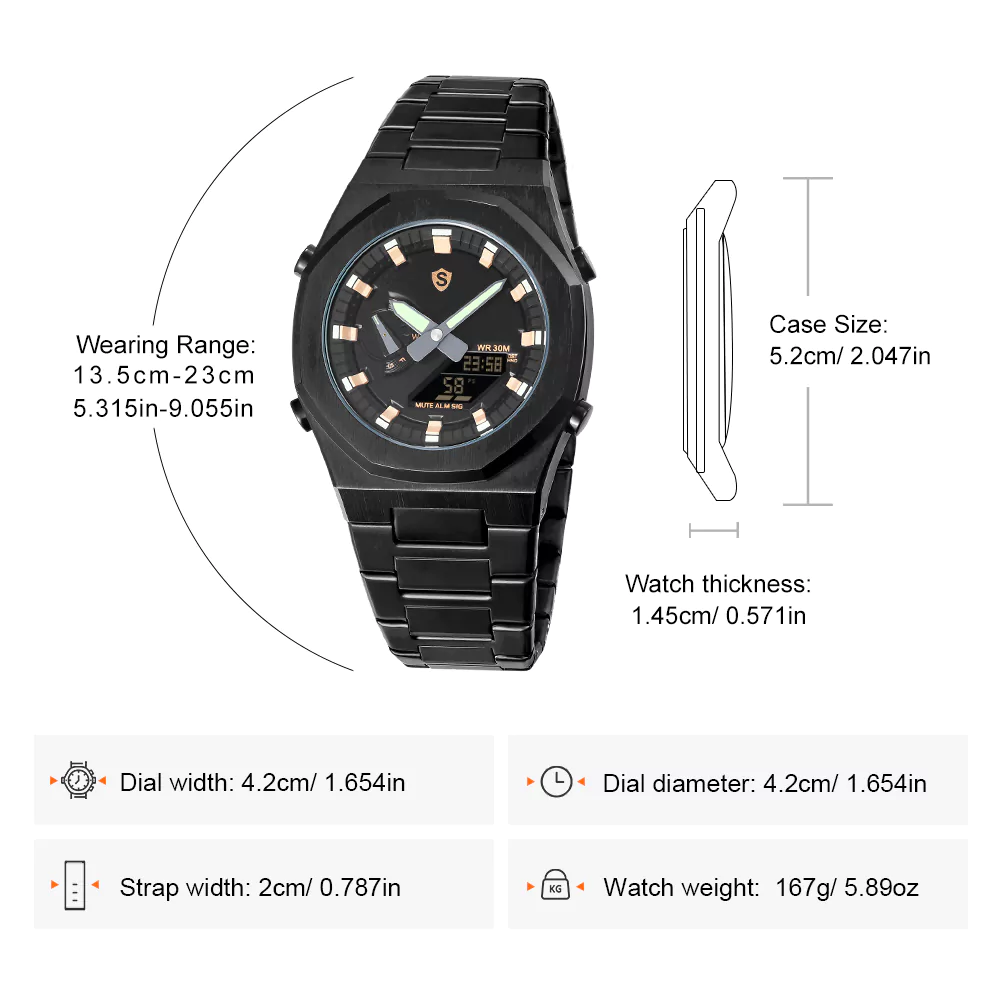 S
WR 30M
23:58
58
MUTE ALM SIG
Wearing Range:
13.5cm-23cm
5.315in-9.055in
Case Size:
5.2cm/ 2.047in
Watch thickness:
1.45cm/ 0.571in
Dial width: 4.2cm/ 1.654in
Dial diameter: 4.2cm/ 1.654in
Strap width: 2cm/ 0.787in
KG
Watch weight: 167g/ 5.89oz